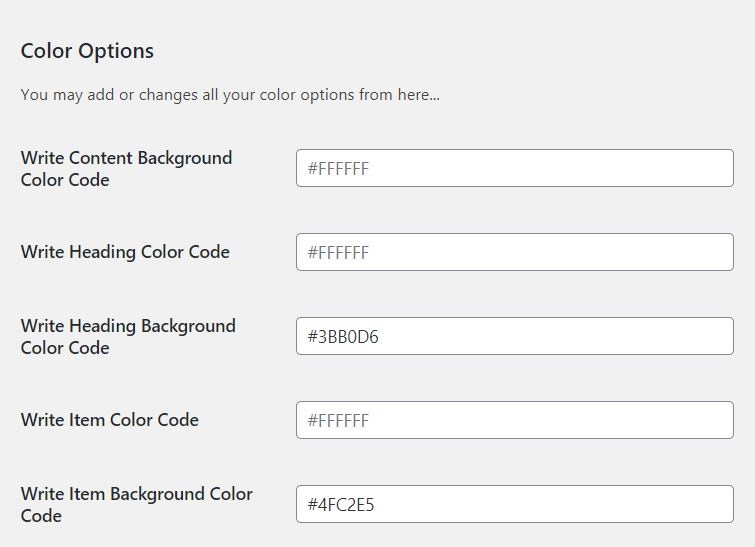 Color Options
You may add or changes all your color options from here...
Write Content Background
Color Code
#FFFFFF
Write Heading Color Code
#FFFFFF
Write Heading Background
Color Code
#3BB0D6
Write Item Color Code
#FFFFFF
Write Item Background Color
Code
#4FC2E5